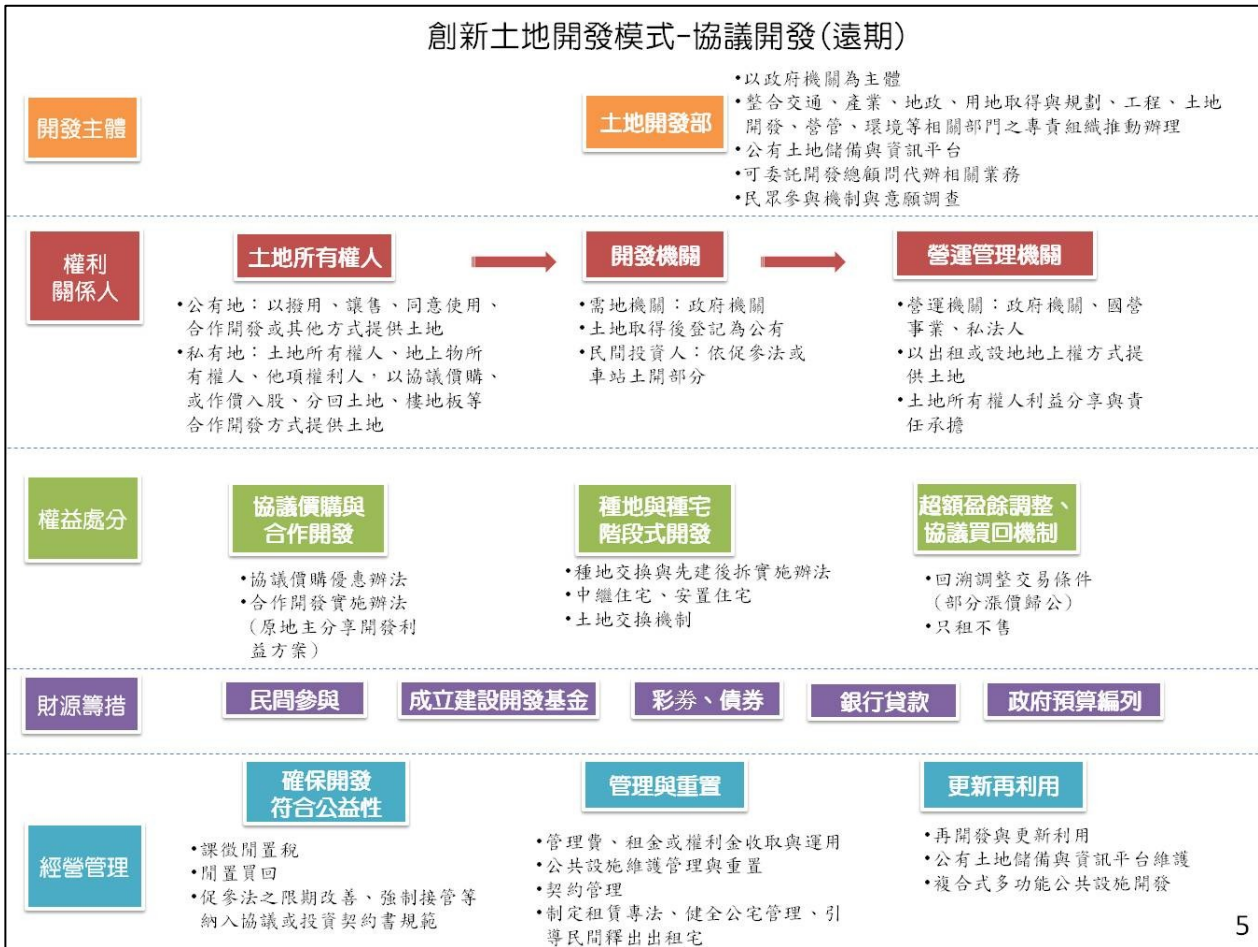 創新土地開發模式-協議開發(遠期)
開發主體
土地開發部
•以政府機關為主體
•整合交通、產業、地政、用地取得與規劃、工程、土地
開發、營管、環境等相關部門之專責組織推動辦理
•公有土地儲備與資訊平台
•可委託開發總顧問代辦相關業務
•民眾參與機制與意願調查
權利
關係人
土地所有權人
•公有地：以撥用、讓售、同意使用、
合作開發或其他方式提供土地
•私有地：土地所有權人、地上物所
有權人、他項權利人，以協議價購、
或作價入股、分回土地、樓地板等
合作開發方式提供土地
開發機關
•需地機關：政府機關
•土地取得後登記為公有
•民間投資人：依促參法或
車站土開部分
營運管理機關
•營運機關：政府機關、國營
事業、私法人
•以出租或設地地上權方式提
供土地
•土地所有權人利益分享與責
任承擔
權益處分
協議價購與
合作開發
•協議價購優惠辦法
•合作開發實施辦法
（原地主分享開發利
益方案）
種地與種宅
階段式開發
•種地交換與先建後拆實施辦法
•中繼住宅、安置住宅
•土地交換機制
超額盈餘調整、
協議買回機制
•回溯調整交易條件
（部分漲價歸公）
•只租不售
財源籌措
民間參與
成立建設開發基金
彩券、債券
銀行貸款
政府預算編列
經營管理
確保開發
符合公益性
•課徵閒置稅
•閒置買回
•促參法之限期改善、強制接管等
納入協議或投資契約書規範
管理與重置
•管理費、租金或權利金收取與運用
•公共設施維護管理與重置
•契約管理
•制定租賃專法、健全公宅管理、引
導民間釋出出租宅
更新再利用
•再開發與更新利用
•公有土地儲備與資訊平台維護
•複合式多功能公共設施開發
5